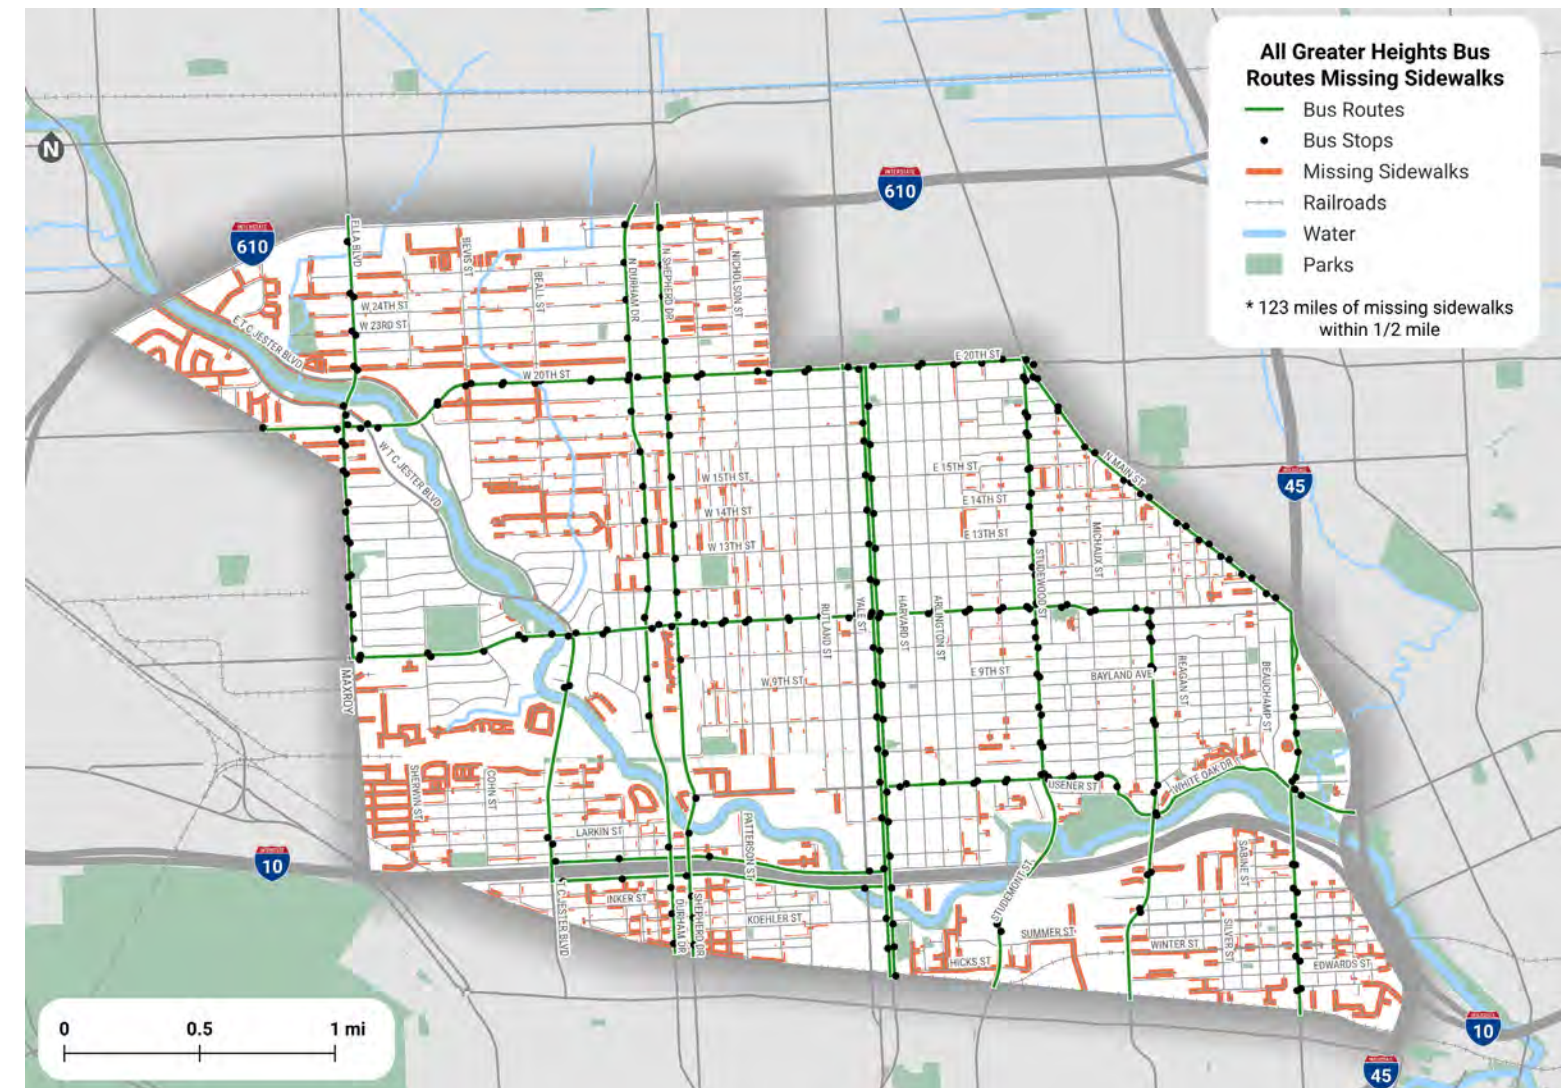 All Greater Heights Bus
Routes Missing Sidewalks
Bus Routes
Bus Stops
Missing Sidewalks
Railroads
Water
Parks
* 123 miles of missing sidewalks
within 1/2 mile
N
INTERSTATE
610
INTERSTATE
610
ELLA BLVD
BEVIS ST
BEALL ST
N DURHAM DR
N SHEPHERD DR
NICHOLSON ST
W 24TH ST
W 23RD ST
E T C JESTER BLVD
W 20TH ST
E 20TH ST
W T C JESTER BLVD
N MAIN ST
45
W 15TH ST
E 15TH ST
W 14TH ST
E 14TH ST
W 13TH ST
E 13TH ST
STUDEWOOD ST
MICHAUX ST
RUTLAND ST
YALE ST
HARVARD ST
ARLINGTON ST
MAXROY
W 9TH ST
E 9TH ST
BAYLAND AVE
REAGAN ST
BEAUCHAMP ST
SHERWIN ST
COHN ST
USENER ST
WHITE OAK DR
LARKIN ST
PATTERSON ST
SABINE ST
INTERSTATE
10
T C JESTER BLVD
INKER ST
DURHAM DR
SHEPHERD DR
KOEHLER ST
STUDEMONT ST
SUMMER ST
HICKS ST
WINTER ST
SILVER ST
EDWARDS ST
10
45
0 0.5 1 mi